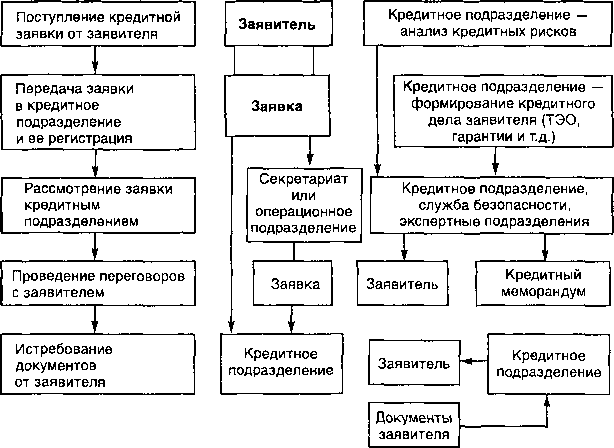 Поступление кредитной
заявки от заявителя
Передача заявки
в кредитное
подразделение
и ее регистрация
Рассмотрение заявки
кредитным
подразделением
Проведение переговоров
с заявителем
Истребование
документов
от заявителя
Заявитель
Заявка
Секретариат
или
операционное
подразделение
Заявка
Кредитное
подразделение
Кредитное подразделение —
анализ кредитных рисков
Кредитное подразделение —
формирование кредитного
дела заявителя (ТЭО,
гарантии и т.д.)
Кредитное подразделение,
служба безопасности,
экспертные подразделения
Заявитель
Кредитный
меморандум
Заявитель
Кредитное
подразделение
Документы
заявителя